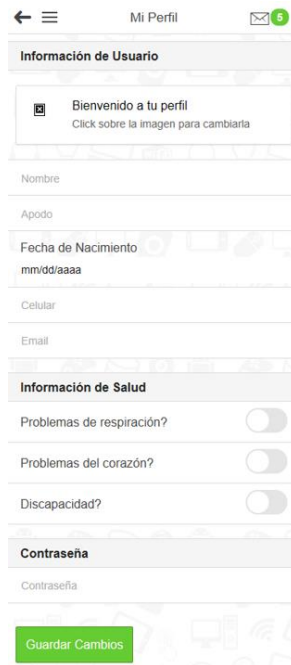 Mi Perfil
5
Información de Usuario
Bienvenido a tu perfil
Click sobre la imagen para cambiarla
Nombre
Apodo
Fecha de Nacimiento
mm/dd/aaaa
Celular
Email
Información de Salud
Problemas de respiración?
Problemas del corazón?
Discapacidad?
Contraseña
Contraseña
Guardar Cambios